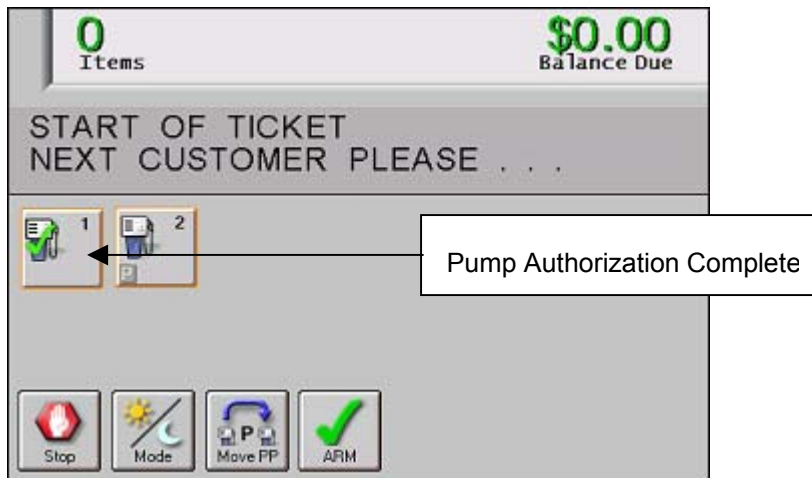 0
Items
$0.00
Balance Due
START OF TICKET
NEXT CUSTOMER PLEASE . . .
1
2
Pump Authorization Complete
Stop
Mode
P
Move PP
ARM